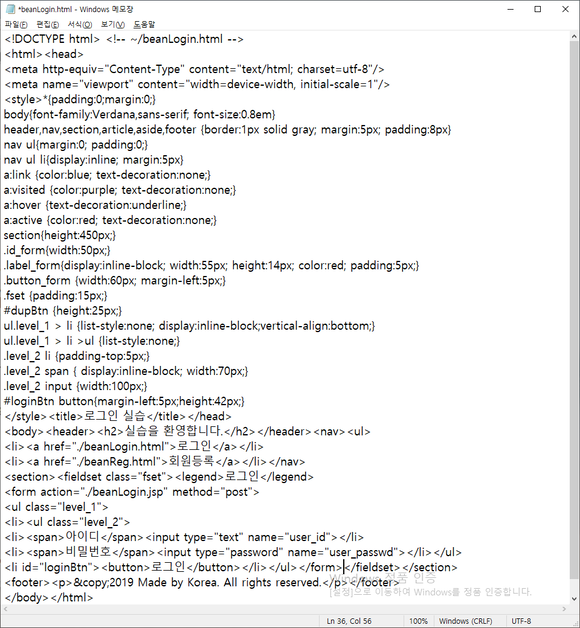 *beanLogin.html - Windows 메모장
파일(F) 편집(E) 서식(O) 보기(V) 도움말
<!DOCTYPE html> <!-- ~/beanLogin.html -->
<html><head>
<meta http-equiv="Content-Type" content="text/html; charset=utf-8"/>
<meta name="viewport" content="width=device-width, initial-scale=1"/>
<style>*{padding:0;margin:0;}
body{font-family:Verdana,sans-serif; font-size:0.8em}
header,nav,section,article,aside,footer {border:1px solid gray; margin:5px; padding:8px}
nav ul{margin:0; padding:0;}
nav ul li{display:inline; margin:5px}
a:link {color:blue; text-decoration:none;}
a:visited {color:purple; text-decoration:none;}
a:hover {text-decoration:underline;}
a:active {color:red; text-decoration:none;}
section{height:450px;}
.id_form{width:50px;}
.label_form{display:inline-block; width:55px; height:14px; color:red; padding:5px;}
.button_form {width:60px; margin-left:5px;}
.fset {padding:15px;}
#dupBtn {height:25px;}
ul.level_1 > li {list-style:none; display:inline-block;vertical-align:bottom;}
ul.level_1 > li >ul {list-style:none;}
.level_2 li {padding-top:5px;}
.level_2 span { display:inline-block; width:70px;}
.level_2 input {width:100px;}
#loginBtn button{margin-left:5px;height:42px;}
</style><title>로그인 실습</title></head>
<body><header><h2>실습을 환영합니다.</h2></header><nav><ul>
<li><a href="./beanLogin.html">로그인</a></li>
<li><a href="./beanReg.html">회원등록</a></li></nav>
<section><fieldset class="fset"><legend>로그인</legend>
<form action="./beanLogin.jsp" method="post">
<ul class="level_1">
<li><ul class="level_2">
<li><span>아이디</span><input type="text" name="user_id"></li>
<li><span>비밀번호</span><input type="password" name="user_passwd"></li></ul>
<li id="loginBtn"><button>로그인</button></li></ul></form></fieldset></section>
<footer><p>&copy;2019 Made by Korea. All rights reserved.</p></footer>
</body></html>
Windows 정품 인증
[설정]으로 이동하여 Windows를 정품 인증합니다.
Ln 36, Col 56 100% Windows (CRLF) UTF-8